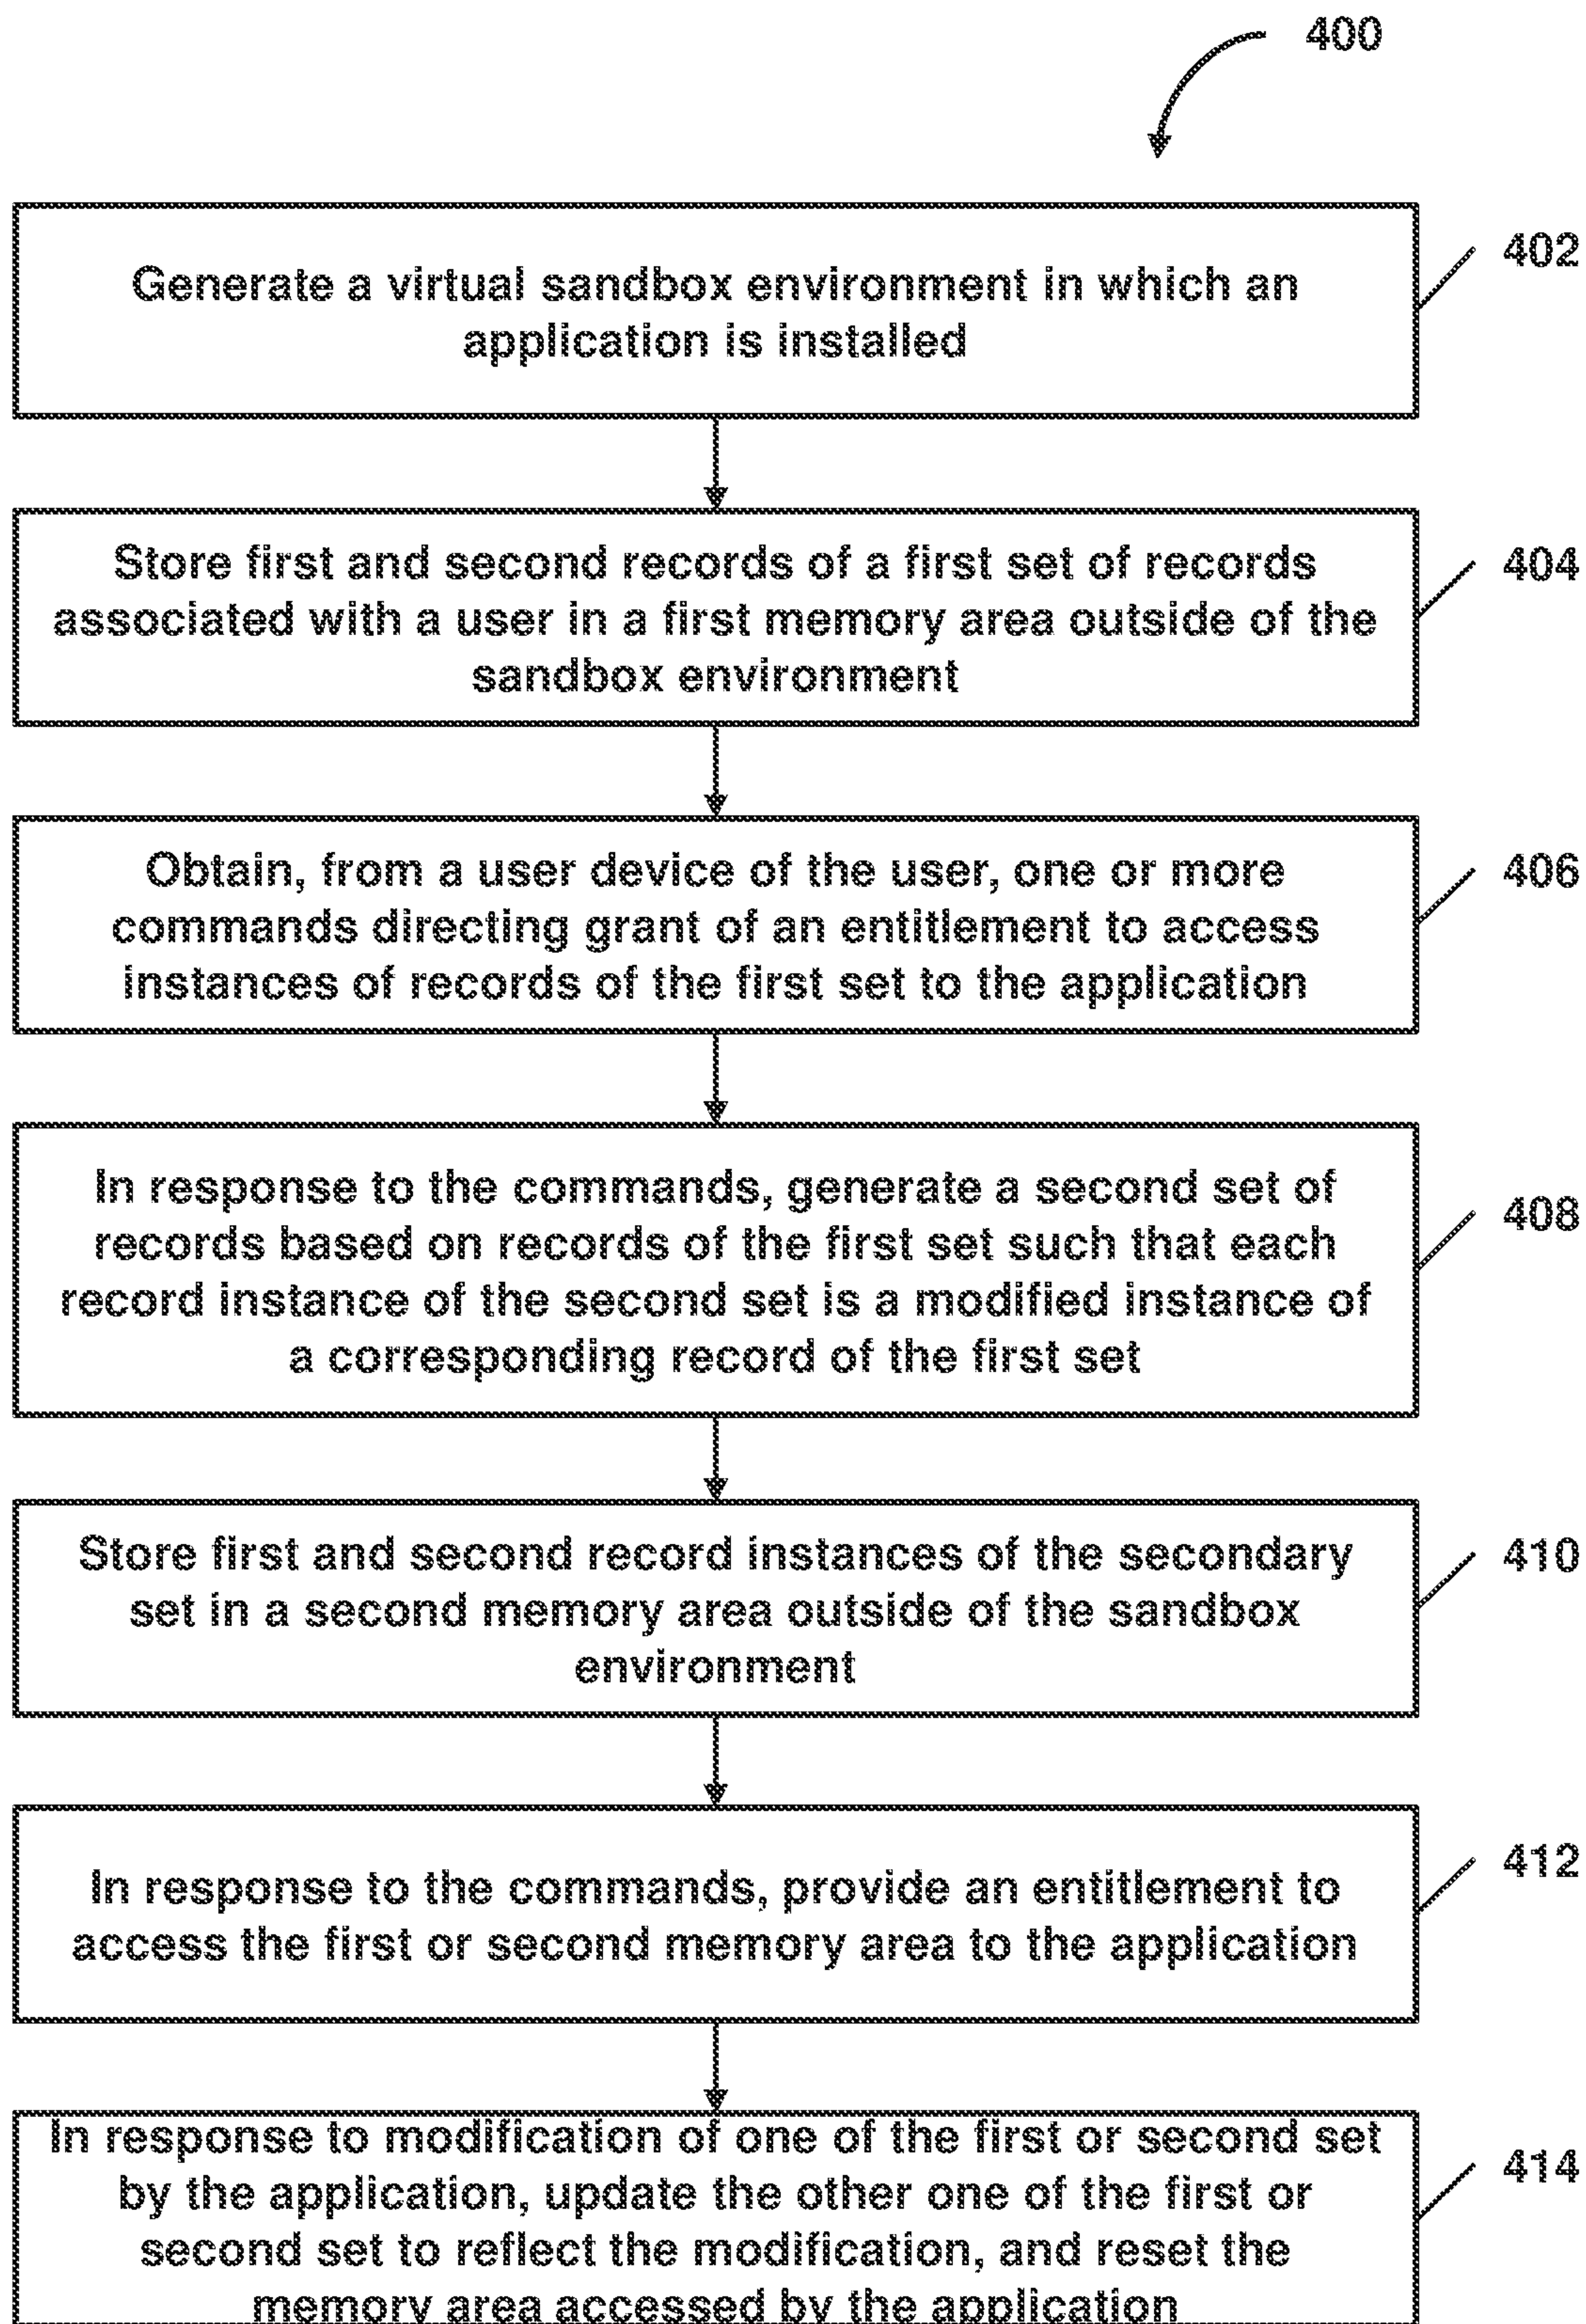 400
Generate a virtual sandbox environment in which an
application is installed
402
Store first and second records of a first set of records
associated with a user in a first memory area outside of the
sandbox environment
404
Obtain, from a user device of the user, one or more
commands directing grant of an entitlement to access
instances of records of the first set to the application
406
In response to the commands, generate a second set of
records based on records of the first set such that each
record instance of the second set is a modified instance of
a corresponding record of the first set
408
Store first and second record instances of the secondary
set in a second memory area outside of the sandbox
environment
410
In response to the commands, provide an entitlement to
access the first or second memory area to the application
412
In response to modification of one of the first or second set
by the application, update the other one of the first or
second set to reflect the modification, and reset the
memory area accessed by the application
414